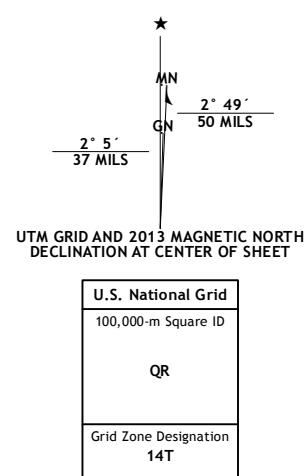 ★
MN
2° 49´
50 MILS
GN
2° 5´
37 MILS
UTM GRID AND 2013 MAGNETIC NORTH
DECLINATION AT CENTER OF SHEET
U.S. National Grid
100,000-m Square ID
QR
Grid Zone Designation
14T